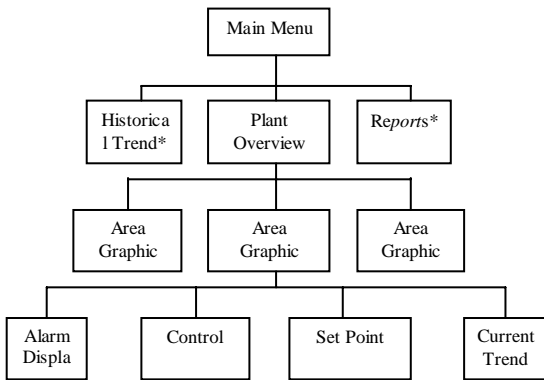 Main Menu
Historica
l Trend*
Plant
Overview
Reports*
Area
Graphic
Area
Graphic
Area
Graphic
Alarm
Displa
Control
Set Point
Current
Trend